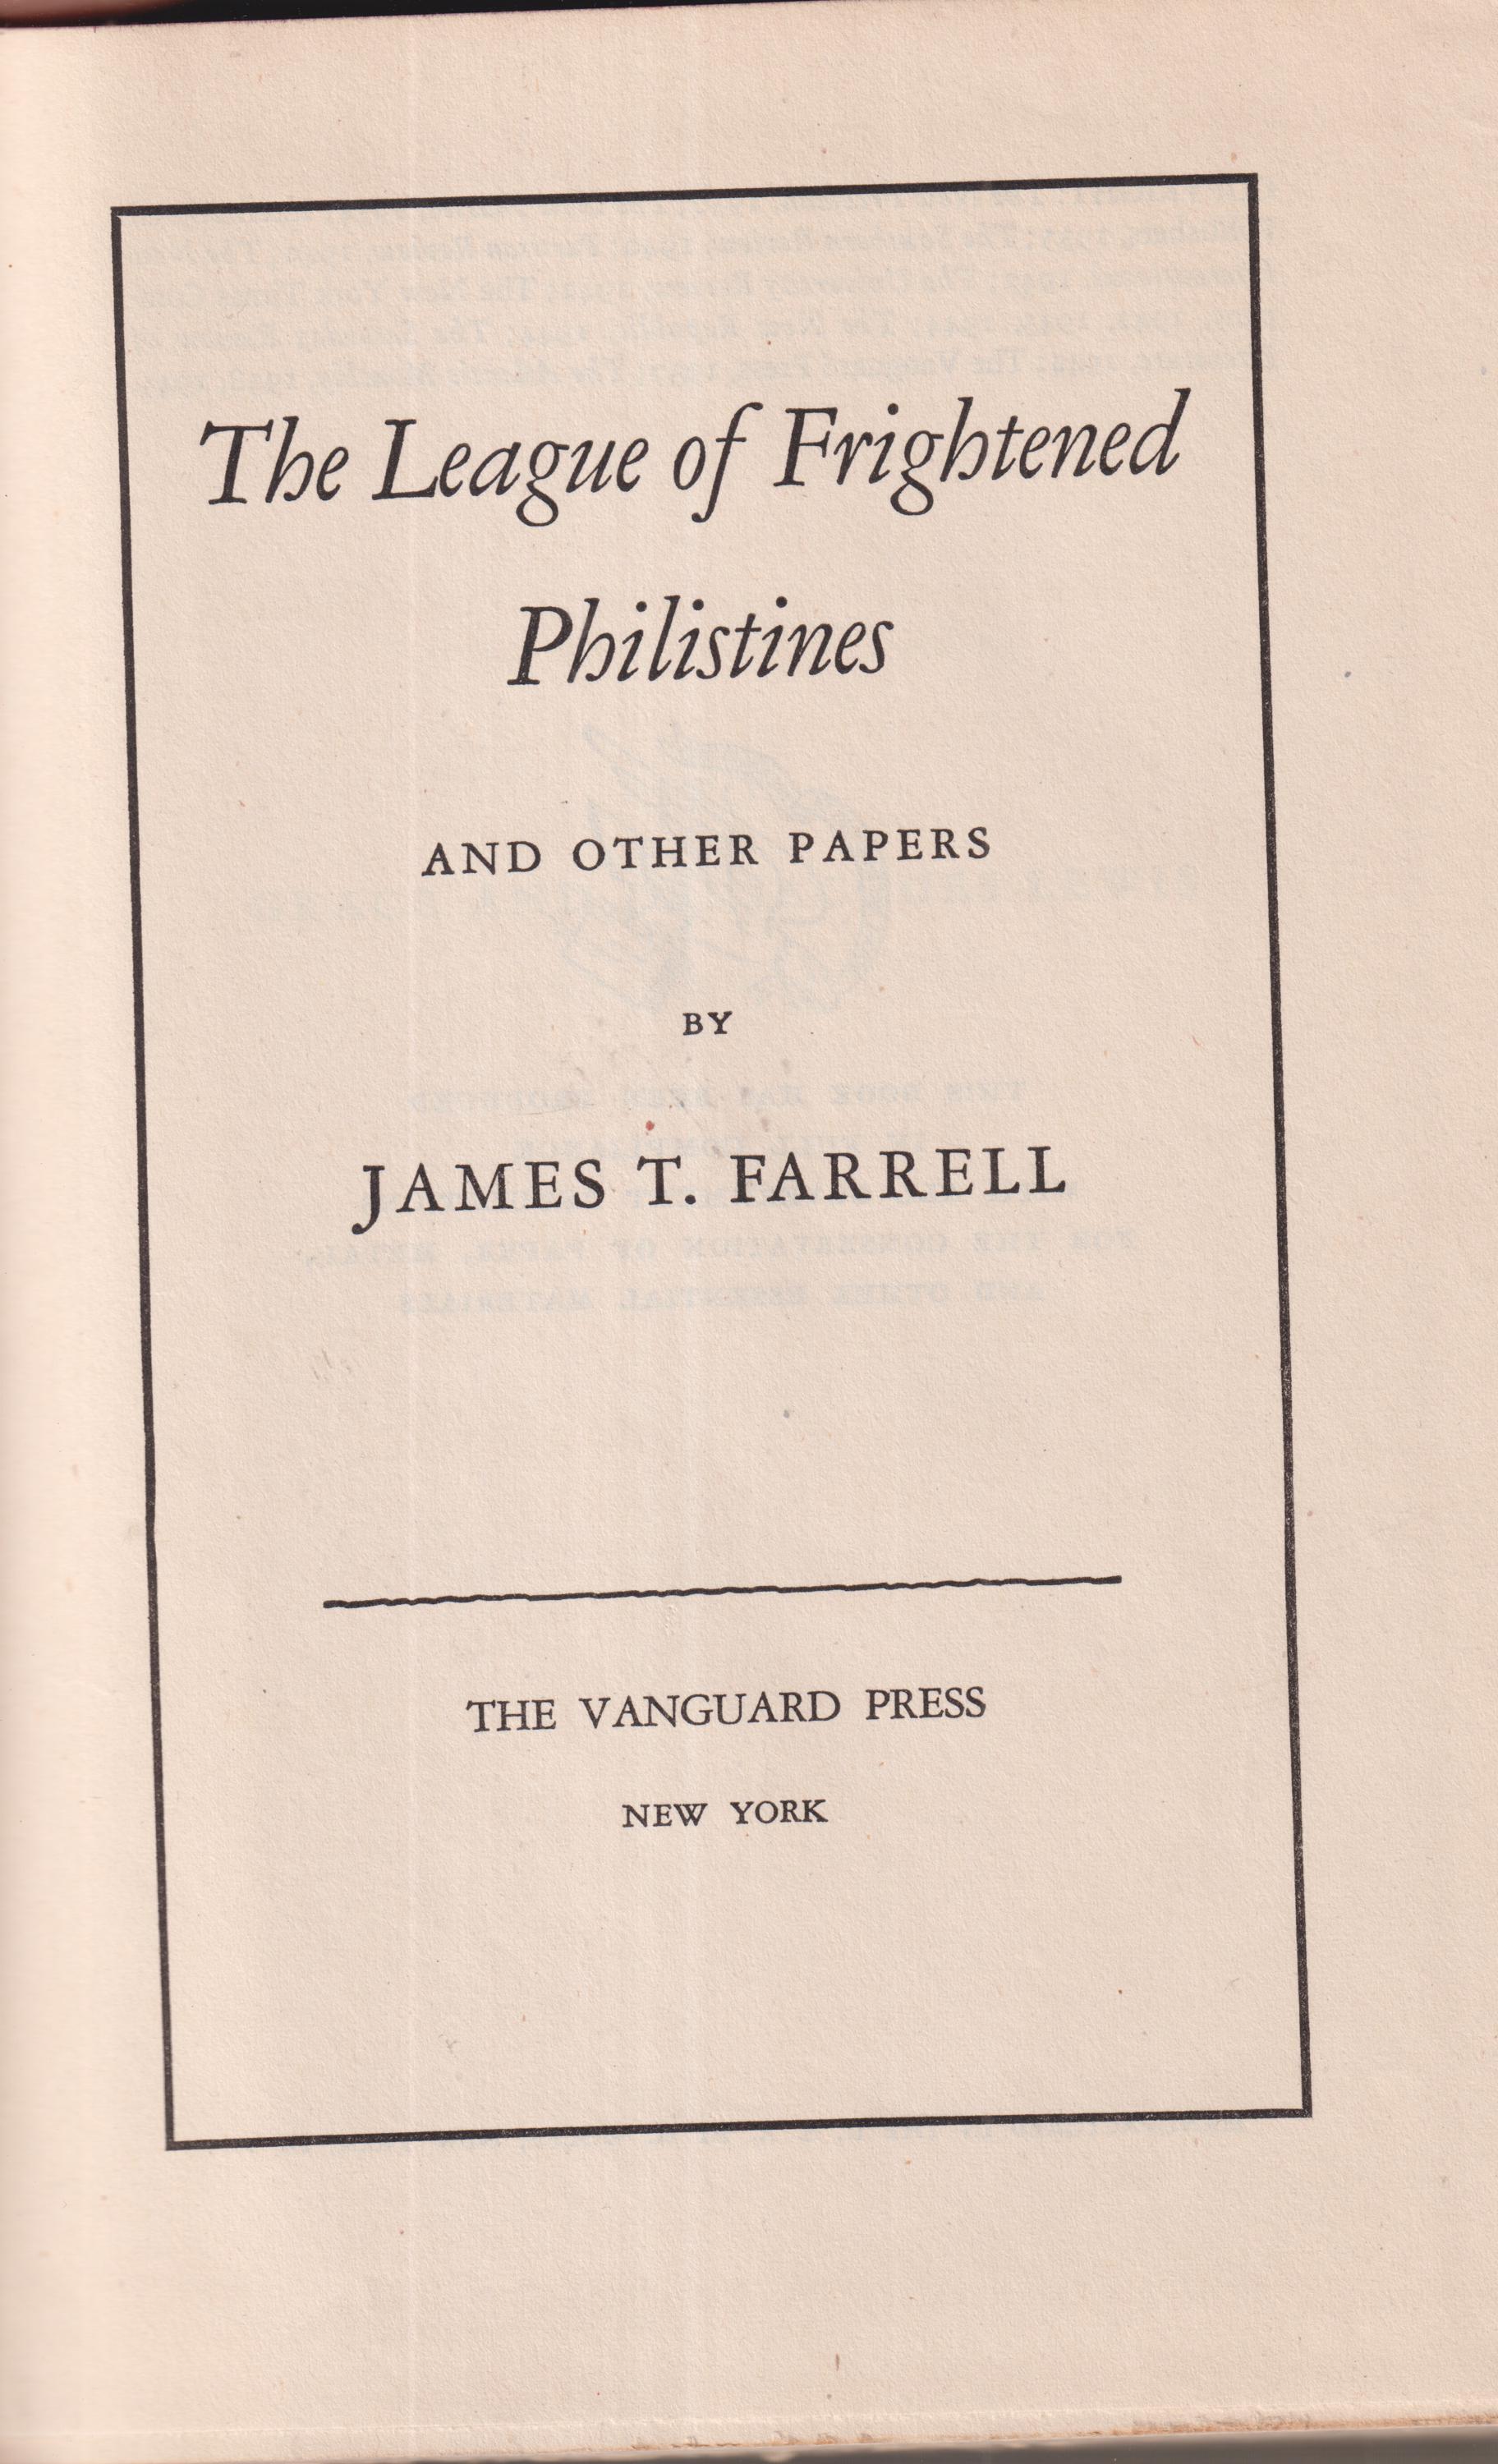 The League of Frightened
Philistines
AND OTHER PAPERS
BY
JAMES T. FARRELL
THE VANGUARD PRESS
NEW YORK